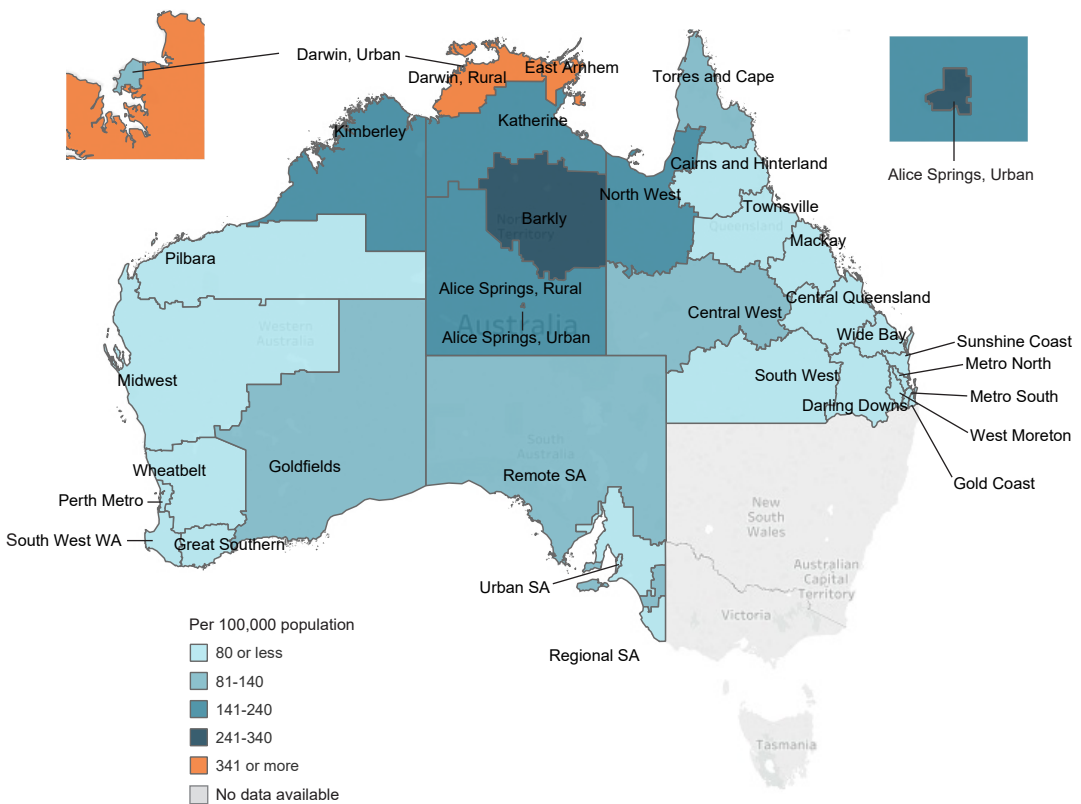 Darwin, Urban
Darwin, Rural
East Arnhem
Torres and Cape
Kimberley
Katherine
Cairns and Hinterland
Alice Springs, Urban
North West
Barkly
Northern
Territory
Townsville
Queensland
Mackay
Pilbara
Alice Springs, Rural
Central Queensland
Central West
Australia
Western
Australia
Alice Springs, Urban
Wide Bay
Sunshine Coast
Metro North
Midwest
South West
Metro South
Darling Downs
West Moreton
South
Australia
Wheatbelt
Goldfields
Remote SA
Gold Coast
Perth Metro
New
South
Wales
South West WA
Great Southern
Urban SA
Australian
Capital
Territory
Victoria
Per 100,000 population
80 or less
Regional SA
81-140
141-240
241-340
341 or more
No data available
Tasmania